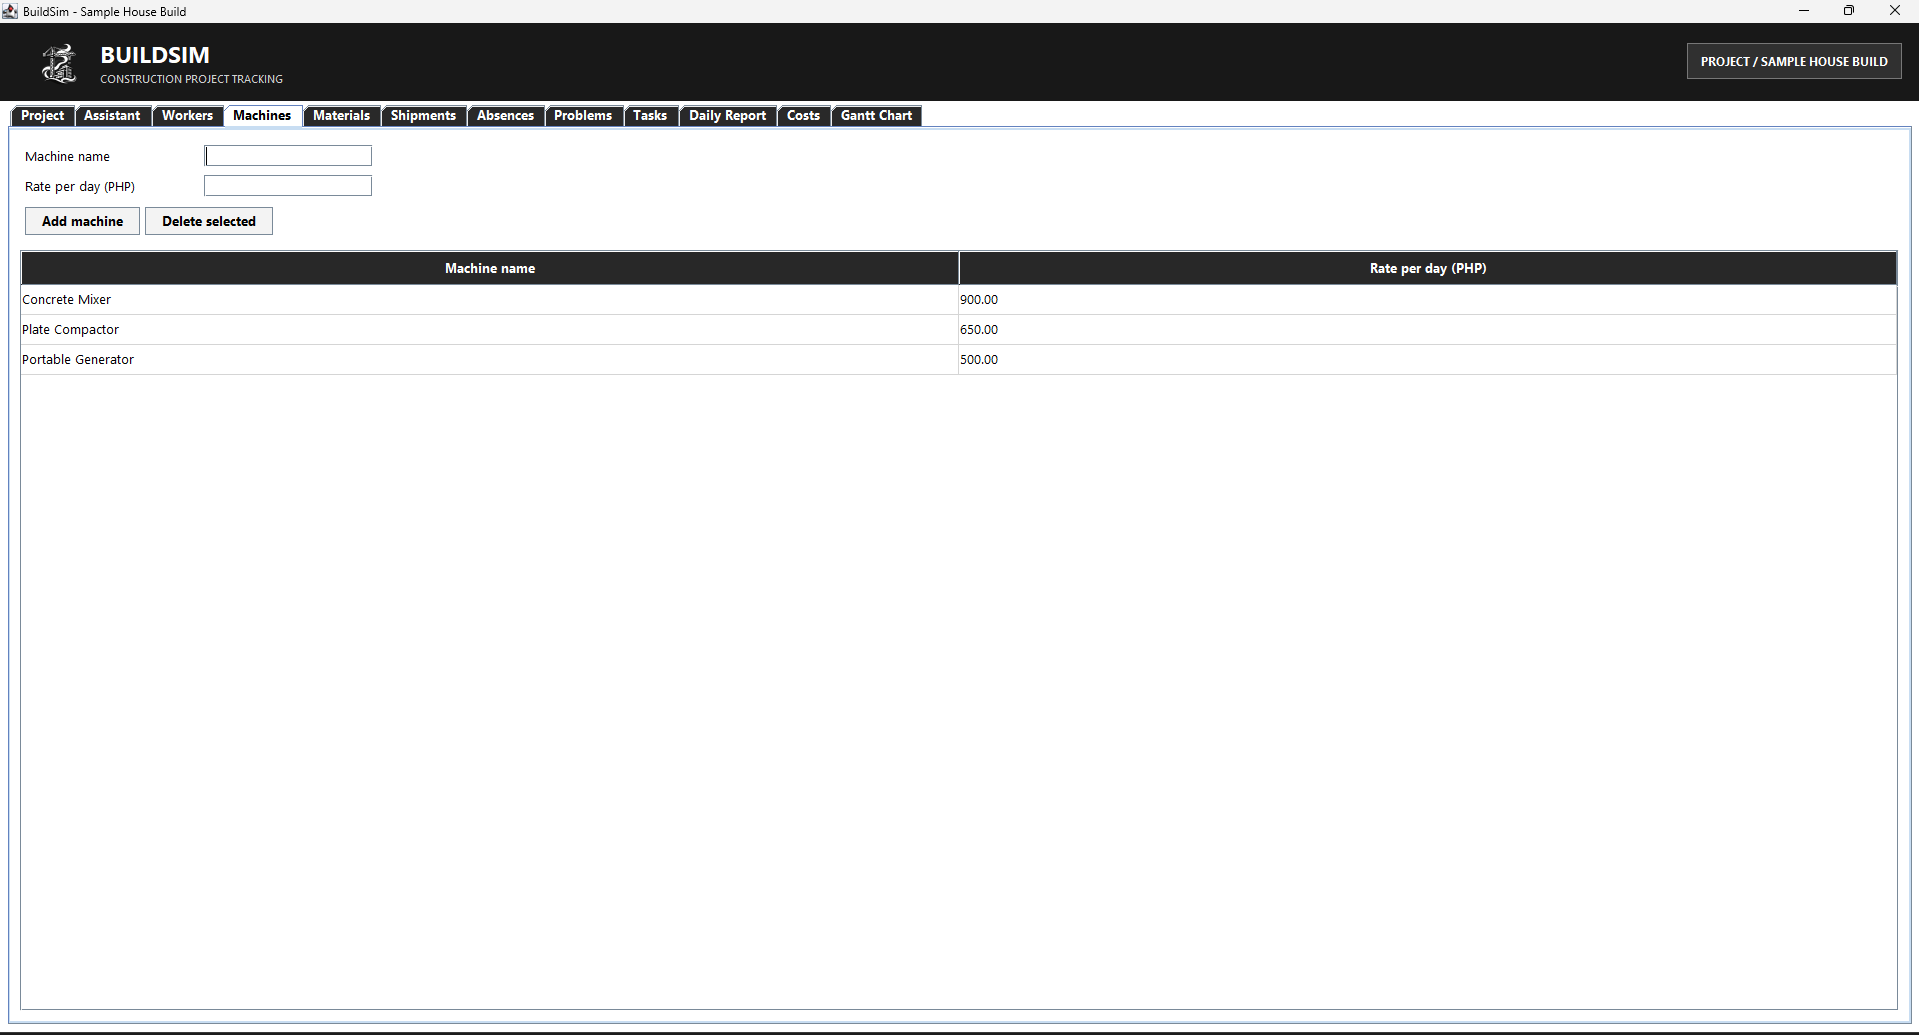 BuildSim - Sample House Build
BUILDSIM
CONSTRUCTION PROJECT TRACKING
PROJECT / SAMPLE HOUSE BUILD
Project Assistant Workers Machines Materials Shipments Absences Problems Tasks Daily Report Costs Gantt Chart
Machine name
Rate per day (PHP)
Add machine Delete selected
Machine name Rate per day (PHP)
Concrete Mixer 900.00
Plate Compactor 650.00
Portable Generator 500.00